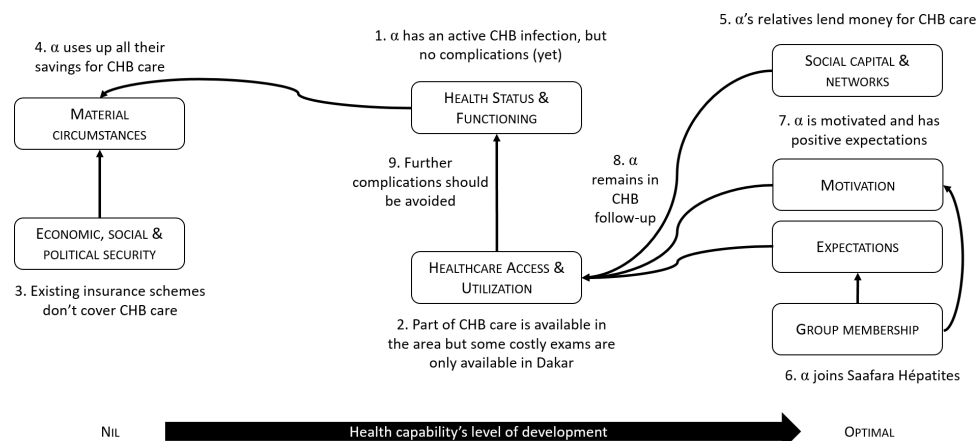 5. α's relatives lend money for CHB care
1. α has an active CHB infection, but
no complications (yet)
4. α uses up all their
savings for CHB care
SOCIAL CAPITAL &
NETWORKS
HEALTH STATUS &
FUNCTIONING
MATERIAL
CIRCUMSTANCES
7. α is motivated and has
positive expectations
9. Further
complications should
be avoided
8. α
remains in
CHB
follow-up
MOTIVATION
ECONOMIC, SOCIAL &
POLITICAL SECURITY
EXPECTATIONS
HEALTHCARE ACCESS &
UTILIZATION
3. Existing insurance schemes
don't cover CHB care
2. Part of CHB care is available in
the area but some costly exams are
only available in Dakar
GROUP MEMBERSHIP
6. α joins Saafara Hépatites
NIL
Health capability's level of development
OPTIMAL